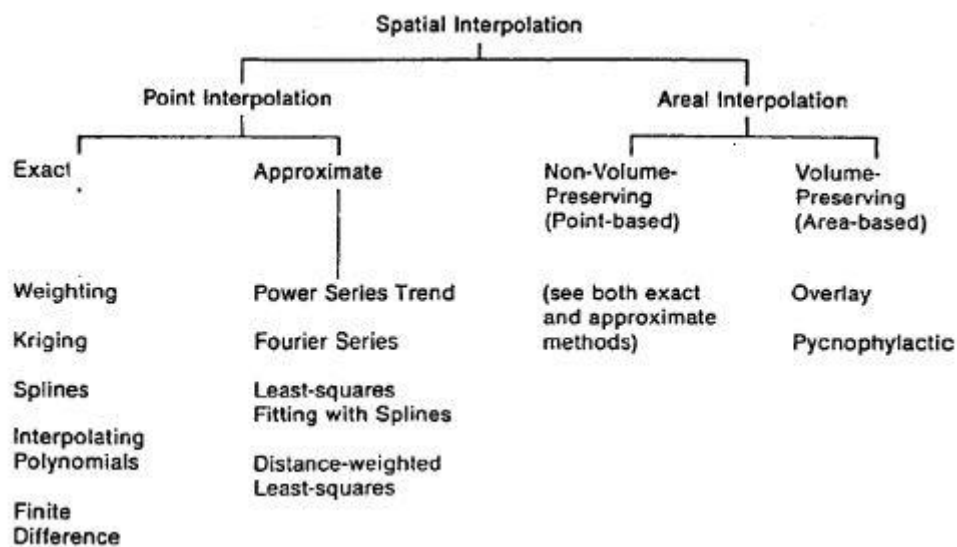 Spatial Interpolation
Point Interpolation
Areal Interpolation
Exact
Approximate
Non-Volume-
Preserving
(Point-based)
Volume-
Preserving
(Area-based)
Weighting
Kriging
Splines
Interpolating
Polynomials
Finite
Difference
Power Series Trend
Fourier Series
Least-squares
Fitting with Splines
Distance-weighted
Least-squares
(see both exact
and approximate
methods)
Overlay
Pycnophylactic